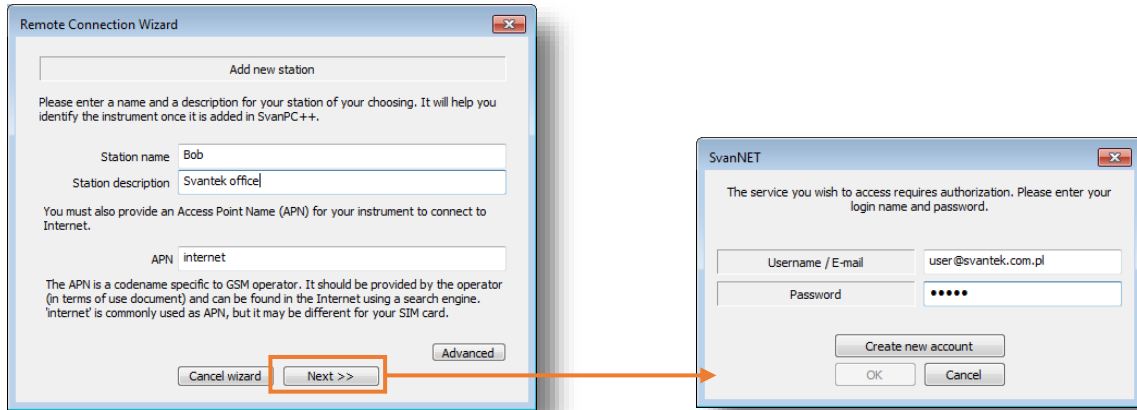 Remote Connection Wizard
Add new station
Please enter a name and a description for your station of your choosing. It will help you
identify the instrument once it is added in SvanPC++.
Station name Bob
Station description Svantek office
You must also provide an Access Point Name (APN) for your instrument to connect to
Internet.
APN internet
The APN is a codename specific to GSM operator. It should be provided by the operator
(in terms of use document) and can be found in the Internet using a search engine.
'internet' is commonly used as APN, but it may be different for your SIM card.
Advanced
Cancel wizard Next >>
SvanNET
The service you wish to access requires authorization. Please enter your
login name and password.
Username / E-mail user@svantek.com.pl
Password •••••
Create new account
OK Cancel